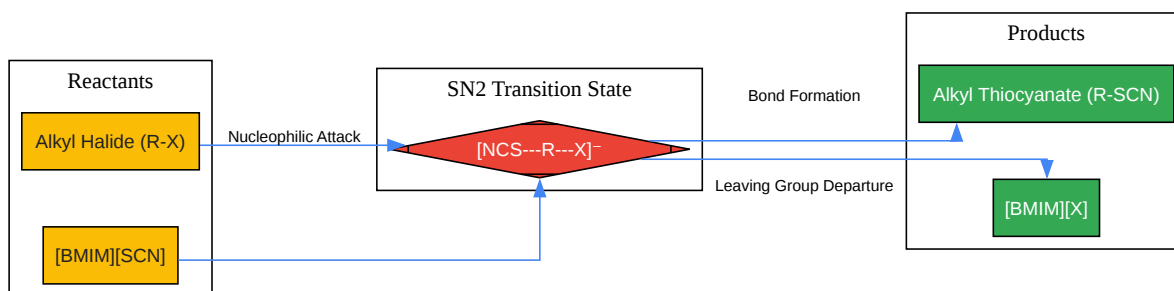 Reactants
Alkyl Halide (R-X)
[BMIM][SCN]
Nucleophilic Attack
SN2 Transition State
[NCS---R---X]⁻
Bond Formation
Leaving Group Departure
Products
Alkyl Thiocyanate (R-SCN)
[BMIM][X]